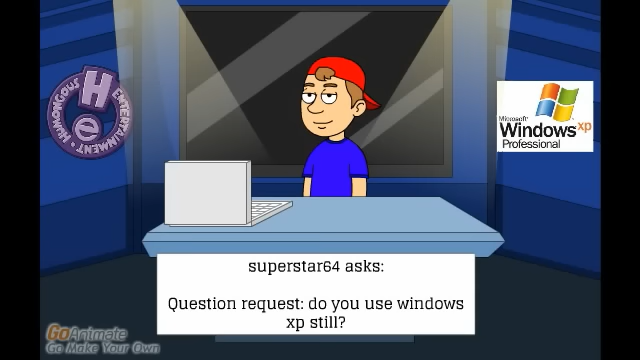 HUMONGOUS
ENTERTAINMENT
H
e
Microsoft
Windows xp
Professional
superstar64 asks:
Question request: do you use windows
xp still?
GoAnimate
Go Make Your Own